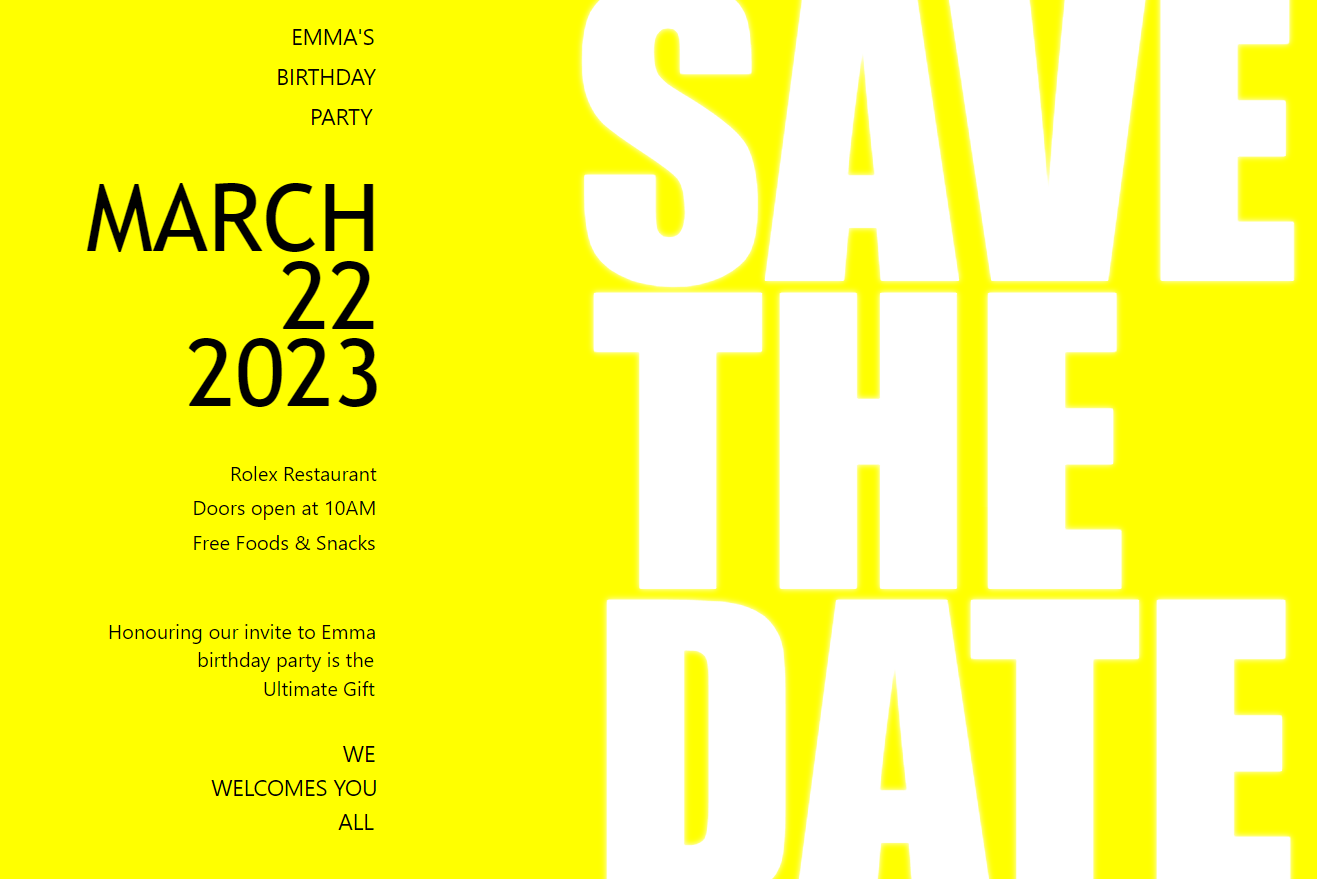 EMMA'S
BIRTHDAY
PARTY
MARCH
22
2023
Rolex Restaurant
Doors open at 10AM
Free Foods & Snacks
Honouring our invite to Emma
birthday party is the
Ultimate Gift
WE
WELCOMES YOU
ALL
SAVE
THE
DATE